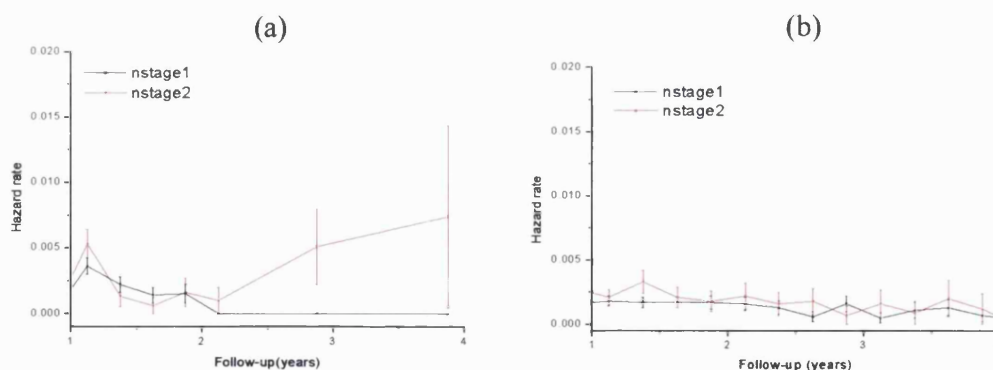 (a)
0.020
0.015
0.010
0.005
0.000
nstage1
nstage2
Hazard rate
1
2
3
4
Follow-up(years)
(b)
0.020
0.015
0.010
0.005
0.000
nstage1
nstage2
Hazard rate
1
3
Follow-up (years)